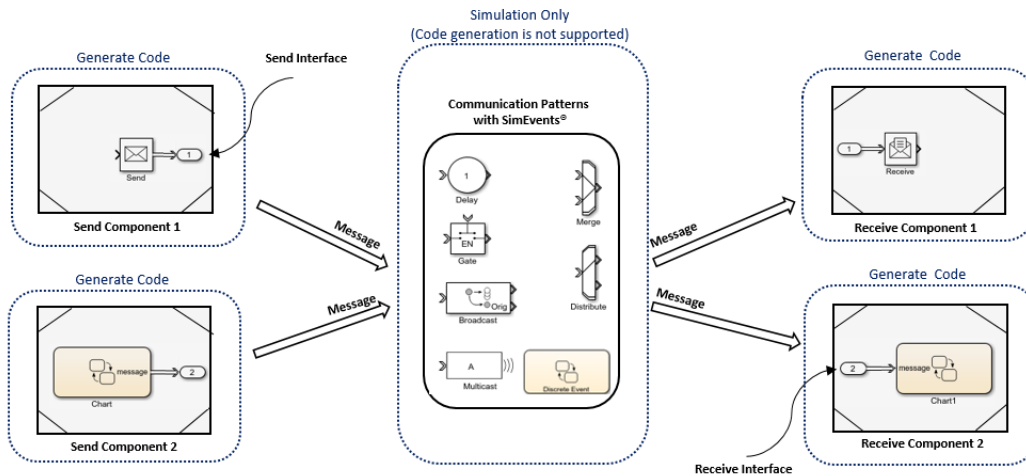 Simulation Only
(Code generation is not supported)
Generate Code
Send Interface
1
Send
Send Component 1
Message
Generate Code
message
2
Chart
Send Component 2
Message
Communication Patterns
with SimEvents®
1
Delay
Merge
EN
Gate
Orig
Broadcast
Distribute
A
Multicast
Discrete Event
Message
Generate Code
1
Receive
Receive Component 1
Message
Generate Code
2
message
Chart1
Receive Component 2
Receive Interface